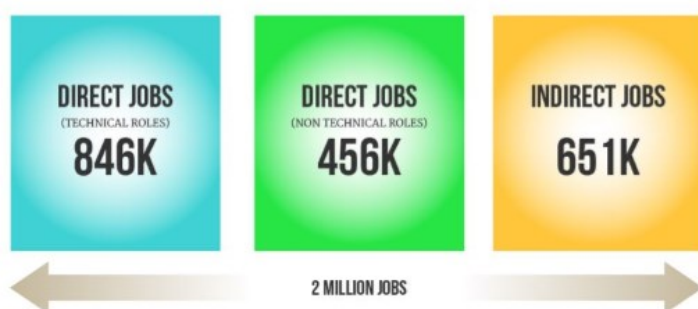 DIRECT JOBS
(TECHNICAL ROLES)
846K
DIRECT JOBS
(NON TECHNICAL ROLES)
456K
INDIRECT JOBS
651K
2 MILLION JOBS